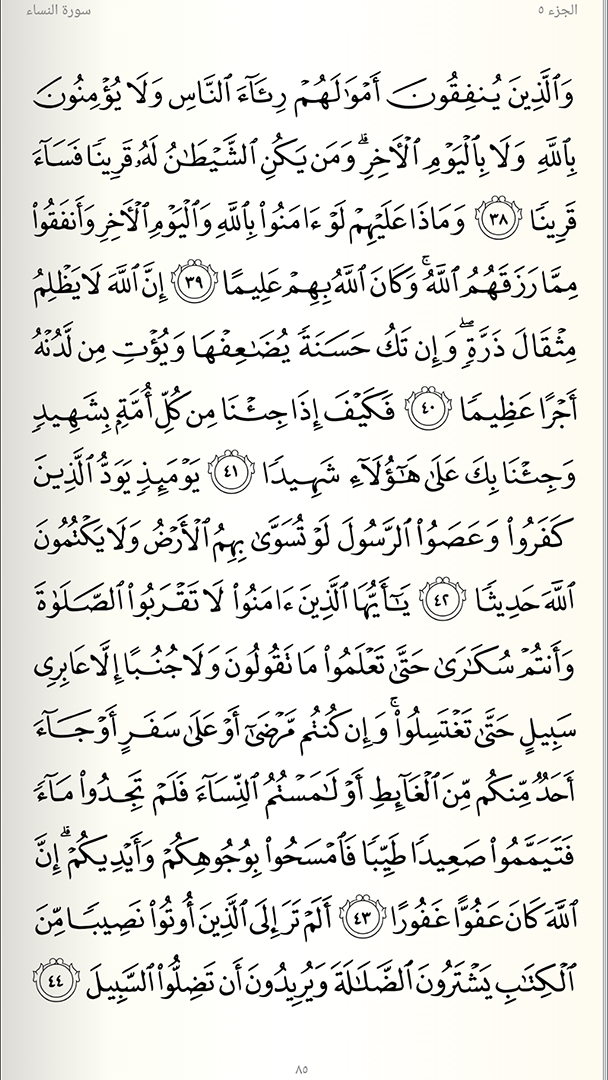 الجزء ٥
سورة النساء
وَٱلَّذِينَ يُنفِقُونَ أَمْوَٰلَهُمْ رِئَآءَ ٱلنَّاسِ وَلَا يُؤْمِنُونَ
بِٱللَّهِ وَلَا بِٱلْيَوْمِ ٱلْأَخِرِ ۗ وَمَن يَكُنِ ٱلشَّيْطَٰنُ لَهُۥ قَرِينًا فَسَآءَ
قَرِينًا ٣٨ وَمَاذَا عَلَيْهِمْ لَوْ ءَامَنُوا۟ بِٱللَّهِ وَٱلْيَوْمِ ٱلْأَخِرِ وَأَنفَقُوا۟
مِمَّا رَزَقَهُمُ ٱللَّهُ ۚ وَكَانَ ٱللَّهُ بِهِمْ عَلِيمًا ٣٩ إِنَّ ٱللَّهَ لَا يَظْلِمُ
مِثْقَالَ ذَرَّةٍ ۖ وَإِن تَكُ حَسَنَةً يُضَٰعِفْهَا وَيُؤْتِ مِن لَّدُنْهُ
أَجْرًا عَظِيمًا ٤٠ فَكَيْفَ إِذَا جِئْنَا مِن كُلِّ أُمَّةٍۭ بِشَهِيدٍ
وَجِئْنَا بِكَ عَلَىٰ هَٰٓؤُلَآءِ شَهِيدًا ٤١ يَوْمَئِذٍ يَوَدُّ ٱلَّذِينَ
كَفَرُوا۟ وَعَصَوُا۟ ٱلرَّسُولَ لَوْ تُسَوَّىٰ بِهِمُ ٱلْأَرْضُ وَلَا يَكْتُمُونَ
ٱللَّهَ حَدِيثًا ٤٢ يَٰٓأَيُّهَا ٱلَّذِينَ ءَامَنُوا۟ لَا تَقْرَبُوا۟ ٱلصَّلَوٰةَ
وَأَنتُمْ سُكَٰرَىٰ حَتَّىٰ تَعْلَمُوا۟ مَا تَقُولُونَ وَلَا جُنُبًا إِلَّا عَابِرِى
سَبِيلٍ حَتَّىٰ تَغْتَسِلُوا۟ ۚ وَإِن كُنتُم مَّرْضَىٰٓ أَوْ عَلَىٰ سَفَرٍ أَوْ جَآءَ
أَحَدٌ مِّنكُم مِّنَ ٱلْغَآئِطِ أَوْ لَٰمَسْتُمُ ٱلنِّسَآءَ فَلَمْ تَجِدُوا۟ مَآءً
فَتَيَمَّمُوا۟ صَعِيدًا طَيِّبًا فَٱمْسَحُوا۟ بِوُجُوهِكُمْ وَأَيْدِيكُمْ ۗ إِنَّ
ٱللَّهَ كَانَ عَفُوًّا غَفُورًا ٤٣ أَلَمْ تَرَ إِلَى ٱلَّذِينَ أُوتُوا۟ نَصِيبًا مِّنَ
ٱلْكِتَٰبِ يَشْتَرُونَ ٱلضَّلَٰلَةَ وَيُرِيدُونَ أَن تَضِلُّوا۟ ٱلسَّبِيلَ ٤٤
٨٥